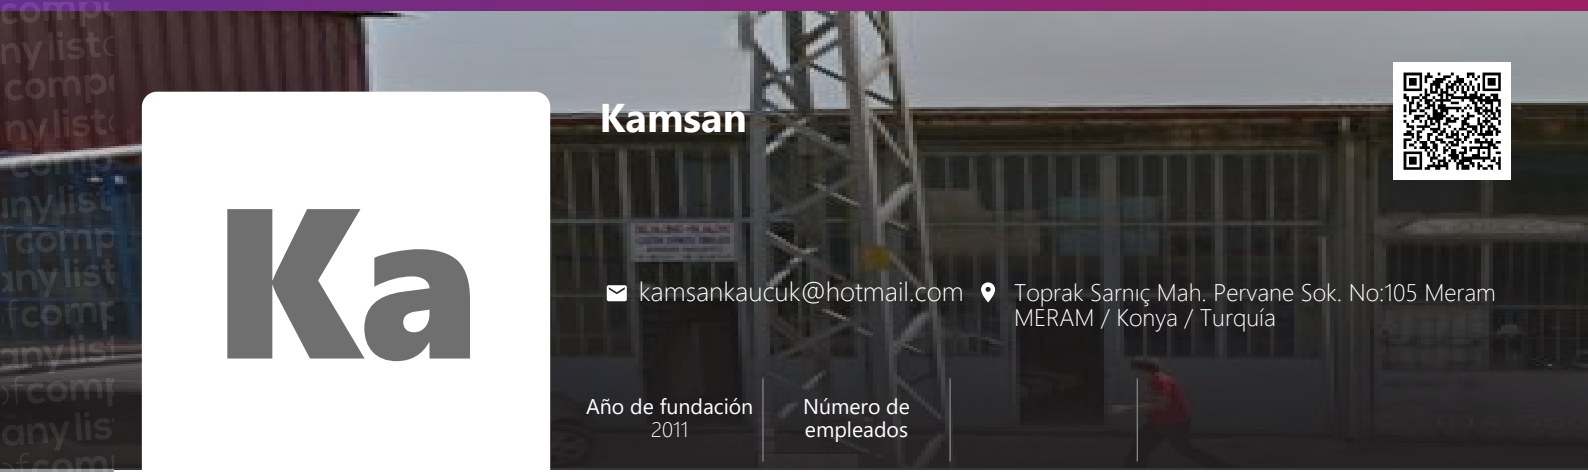 Kamsan
Ka
kamsankaucuk@hotmail.com
Toprak Sarnıç Mah. Pervane Sok. No:105 Meram
MERAM / Konya / Turquía
Año de fundación
2011
Número de
empleados